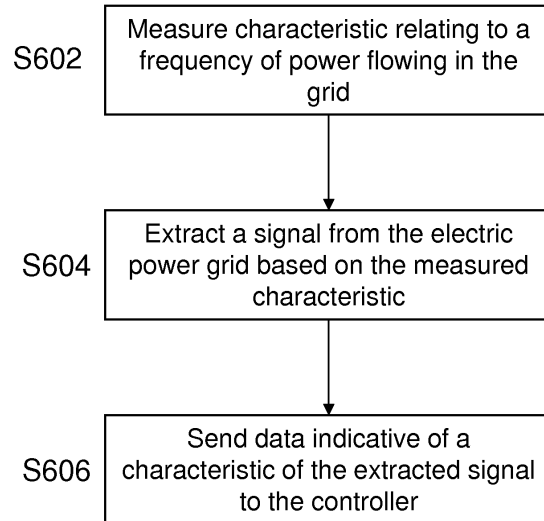 S602
Measure characteristic relating to a
frequency of power flowing in the
grid
S604
Extract a signal from the electric
power grid based on the measured
characteristic
S606
Send data indicative of a
characteristic of the extracted signal
to the controller